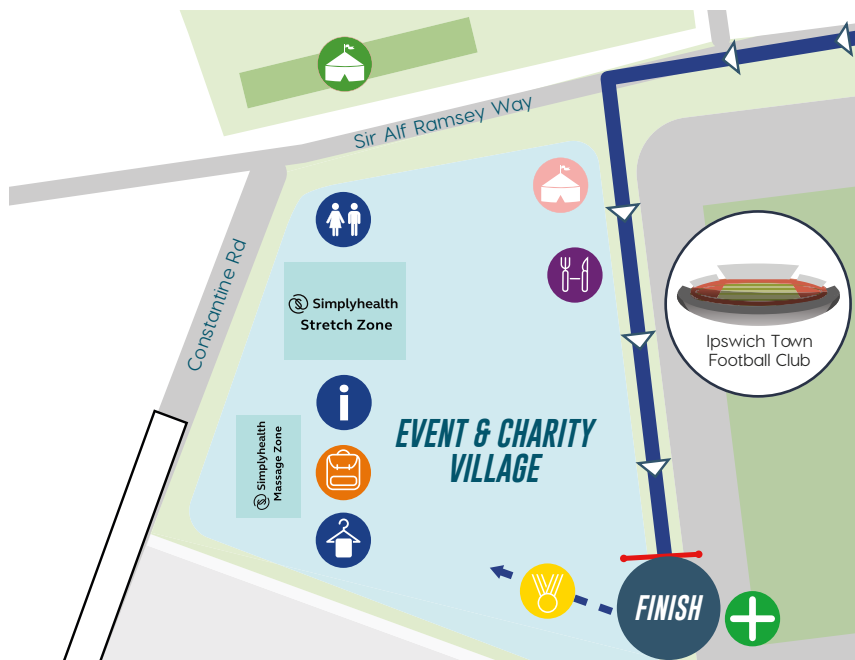 Sir Alf Ramsey Way
Constantine Rd
Simplyhealth
Stretch Zone
Ipswich Town
Football Club
EVENT & CHARITY
VILLAGE
Simplyhealth
Massage Zone
FINISH